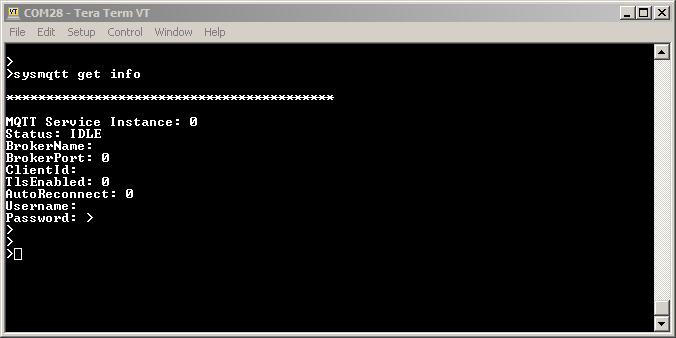 COM28 - Tera Term VT
File Edit Setup Control Window Help
>
>sysmqtt get info
*****************************************
MQTT Service Instance: 0
Status: IDLE
BrokerName:
BrokerPort: 0
ClientId:
TlsEnabled: 0
AutoReconnect: 0
Username:
Password: >
>
>
>